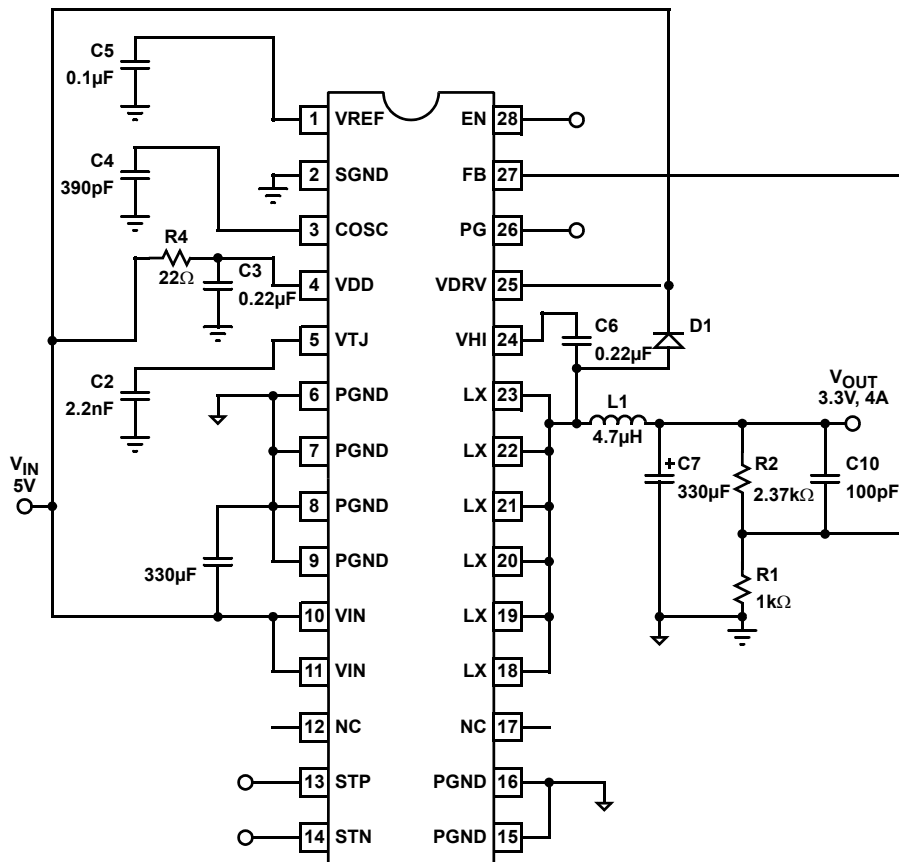 C5
0.1µF
1 VREF
EN 28
C4
390pF
2 SGND
FB 27
3 COSC
PG 26
R4
22Ω
C3
0.22µF
4 VDD
VDRV 25
5 VTJ
VHI 24
C6
0.22µF
D1
C2
2.2nF
6 PGND
LX 23
L1
4.7µH
VOUT
3.3V, 4A
7 PGND
LX 22
VIN
5V
8 PGND
LX 21
+
C7
330µF
R2
2.37kΩ
C10
100pF
330µF
9 PGND
LX 20
R1
1kΩ
10 VIN
LX 19
11 VIN
LX 18
12 NC
NC 17
13 STP
PGND 16
14 STN
PGND 15